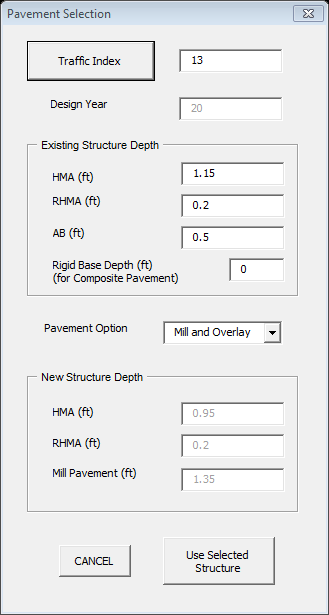 Pavement Selection
Traffic Index 13
Design Year 20
Existing Structure Depth
HMA (ft) 1.15
RHMA (ft) 0.2
AB (ft) 0.5
Rigid Base Depth (ft) 0
(for Composite Pavement)
Pavement Option Mill and Overlay
New Structure Depth
HMA (ft) 0.95
RHMA (ft) 0.2
Mill Pavement (ft) 1.35
CANCEL
Use Selected
Structure